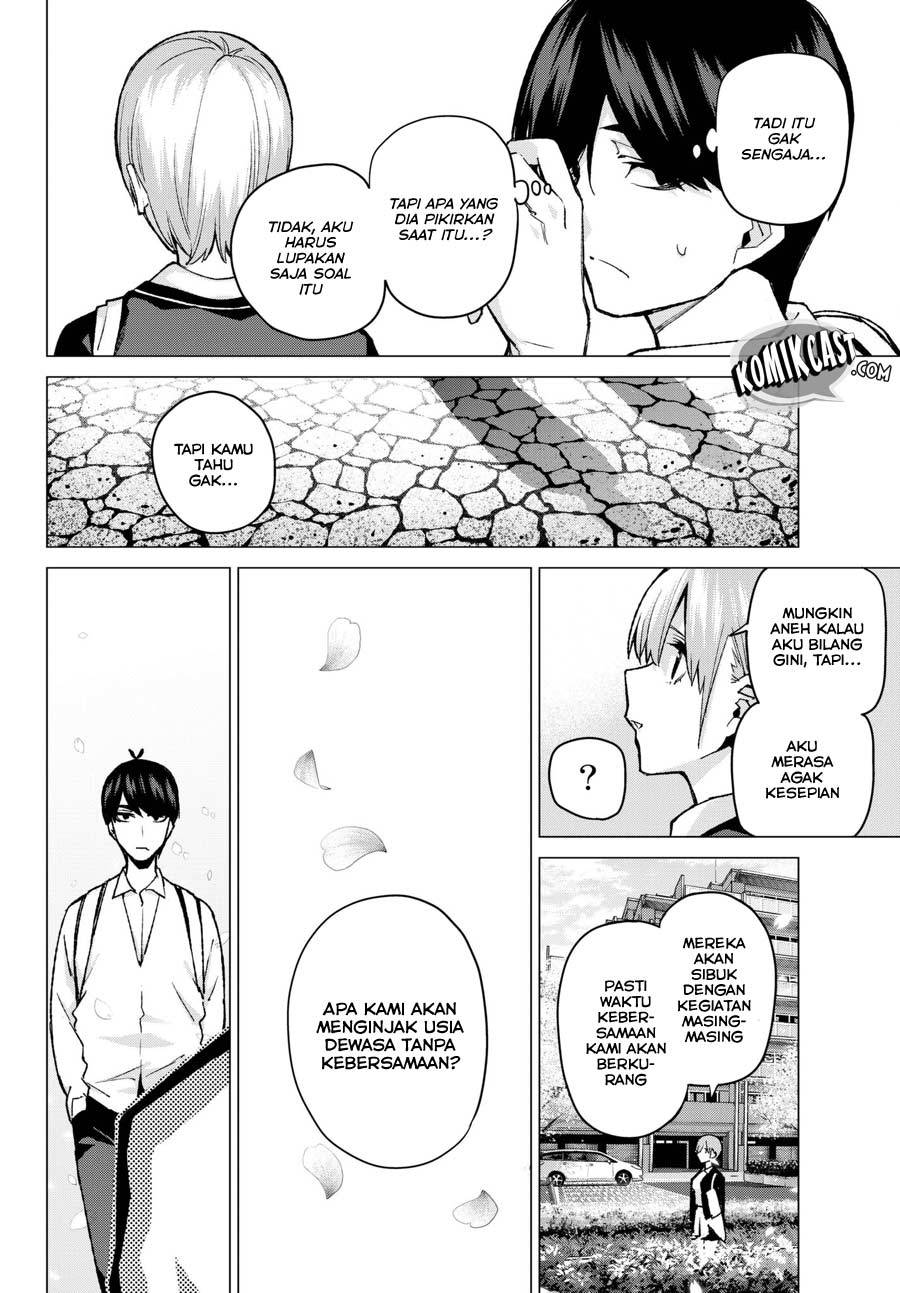 TADI ITU
GAK
SENGAJA...
TAPI APA YANG
DIA PIKIRKAN
SAAT ITU...?
TIDAK, AKU
HARUS
LUPAKAN
SAJA SOAL
ITU
KOMIKCAST
.COM
TAPI KAMU
TAHU
GAK...
MUNGKIN
ANEH KALAU
AKU BILANG
GINI, TAPI...
AKU
MERASA
AGAK
KESEPIAN
?
MEREKA
AKAN
SIBUK
DENGAN
KEGIATAN
MASING-
MASING
PASTI
WAKTU
KEBER-
SAMAAN
KAMI AKAN
BERKU-
RANG
APA KAMI AKAN
MENGINJAK USIA
DEWASA TANPA
KEBERSAMAAN?